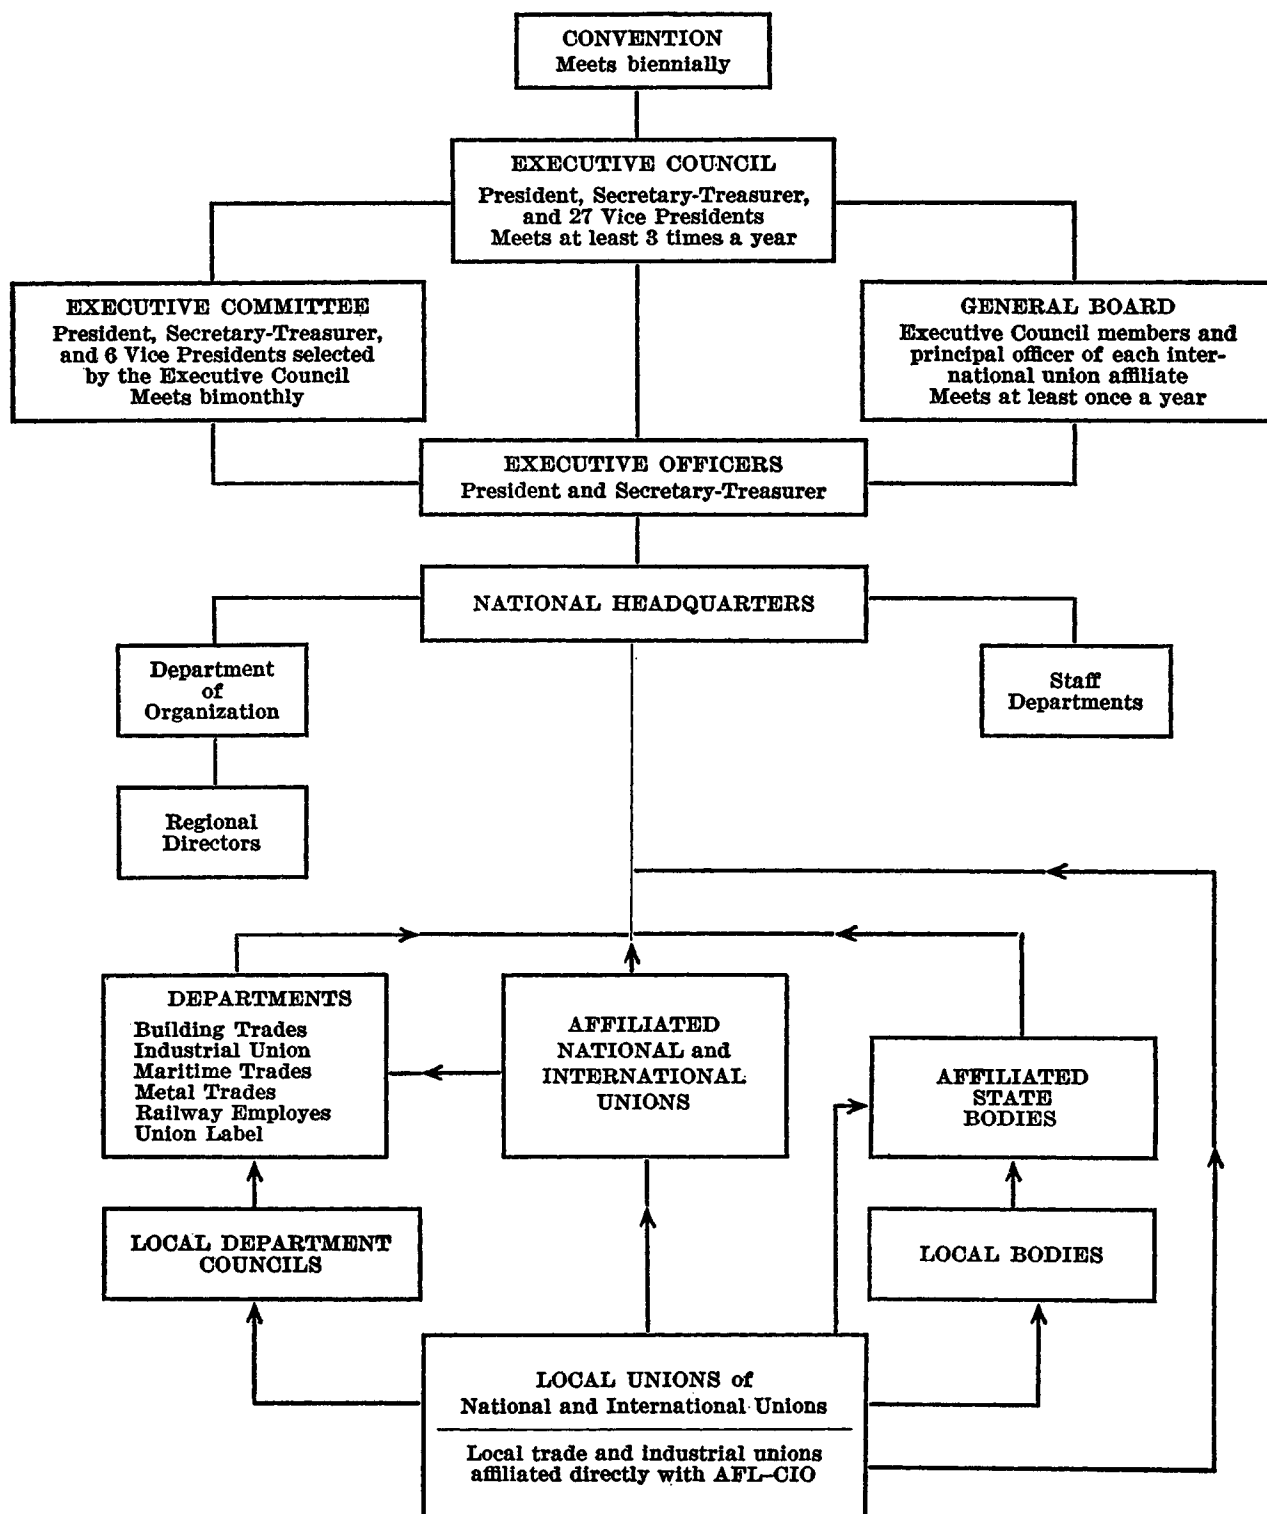 CONVENTION
Meets biennially
EXECUTIVE COUNCIL
President, Secretary-Treasurer,
and 27 Vice Presidents
Meets at least 3 times a year
EXECUTIVE COMMITTEE
President, Secretary-Treasurer,
and 6 Vice Presidents selected
by the Executive Council
Meets bimonthly
GENERAL BOARD
Executive Council members and
principal officer of each inter-
national union affiliate
Meets at least once a year
EXECUTIVE OFFICERS
President and Secretary-Treasurer
NATIONAL HEADQUARTERS
Department
of
Organization
Staff
Departments
Regional
Directors
DEPARTMENTS
Building Trades
Industrial Union
Maritime Trades
Metal Trades
Railway Employes
Union Label
AFFILIATED
NATIONAL and
INTERNATIONAL
UNIONS
AFFILIATED
STATE
BODIES
LOCAL DEPARTMENT
COUNCILS
LOCAL BODIES
LOCAL UNIONS of
National and International Unions
Local trade and industrial unions
affiliated directly with AFL-CIO